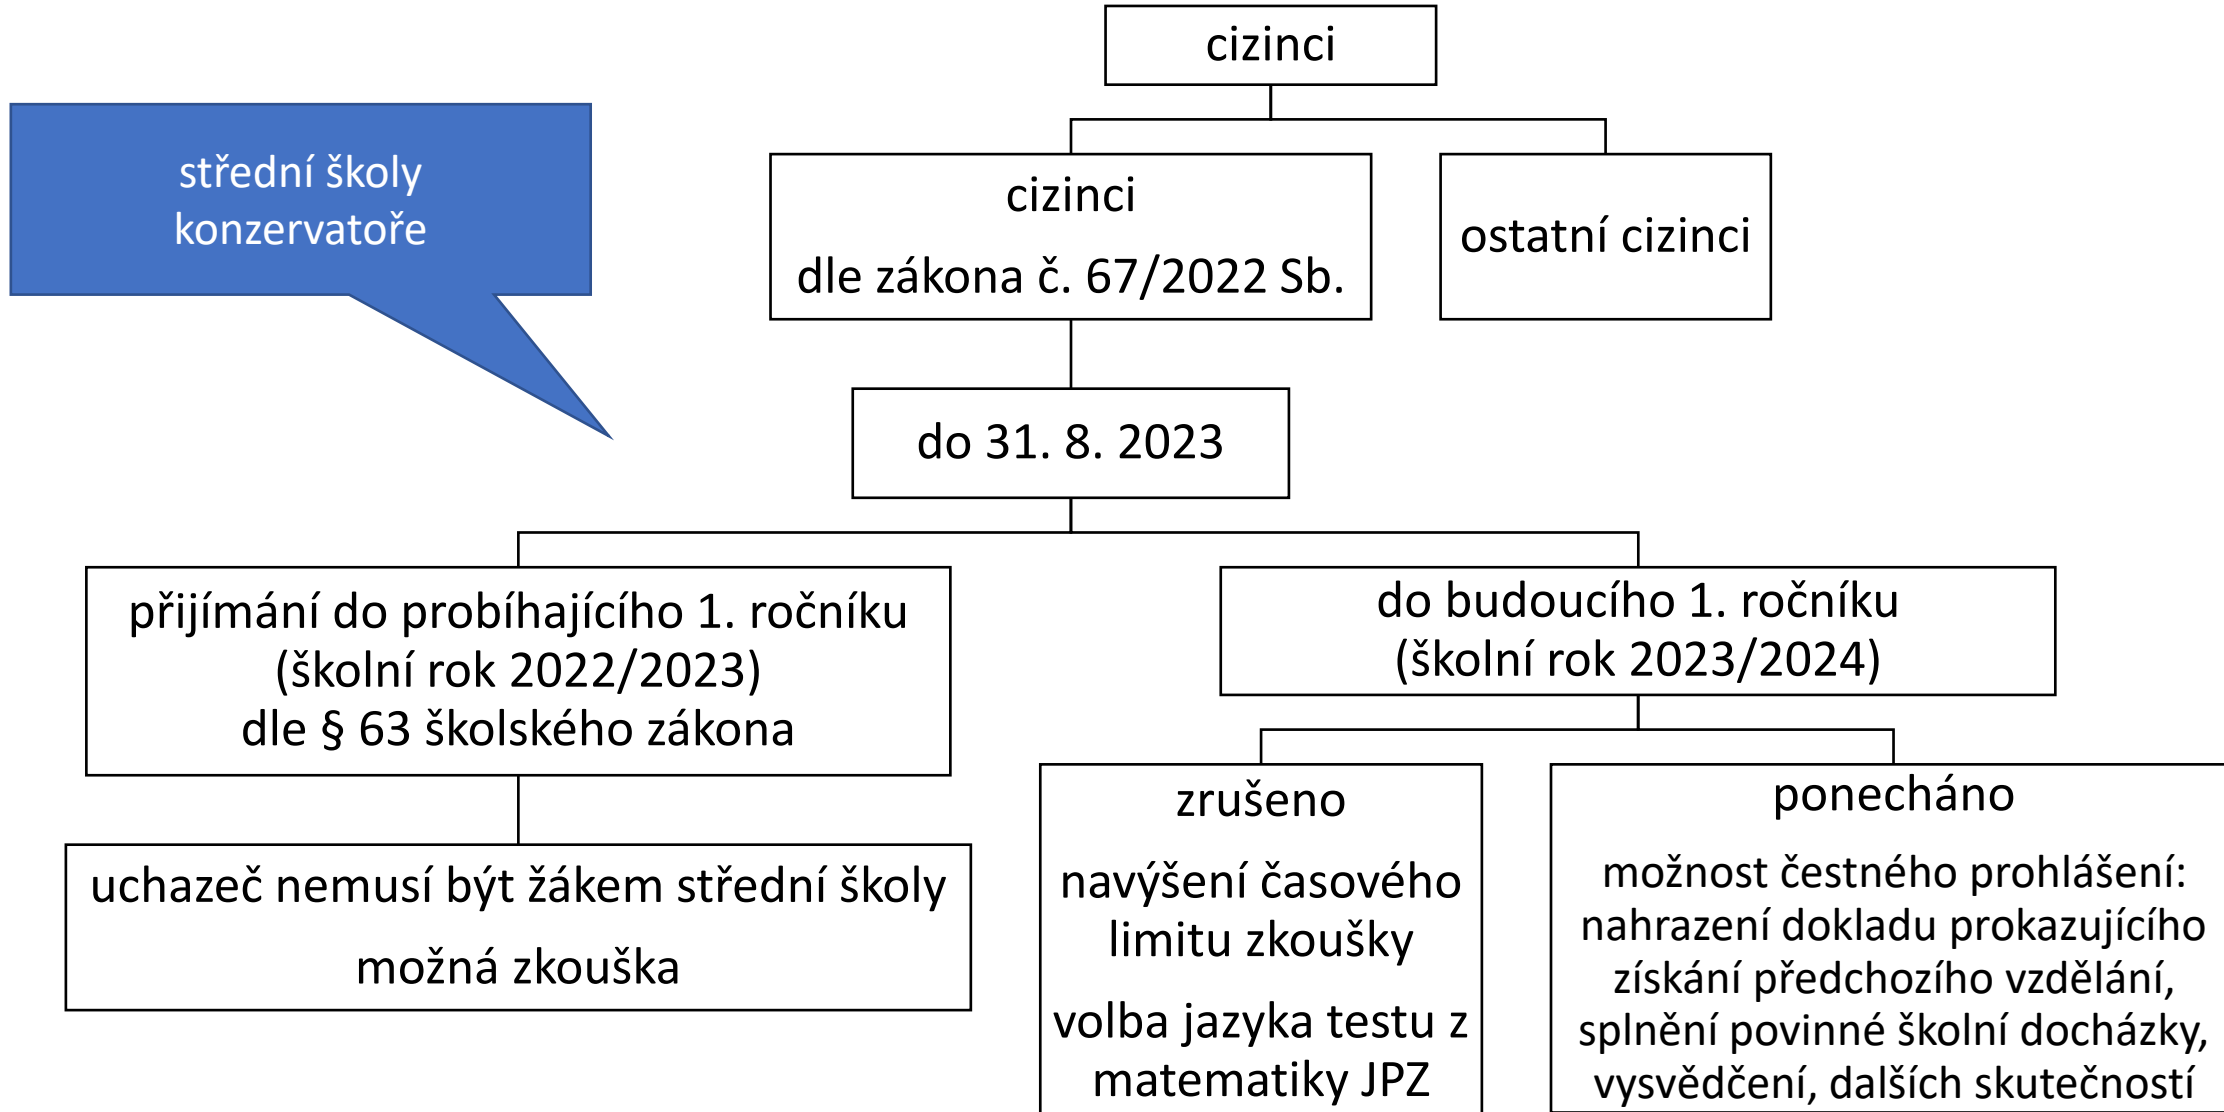 cizinci
střední školy
konzervatoře
cizinci
dle zákona č. 67/2022 Sb.
ostatní cizinci
do 31. 8. 2023
přijímání do probíhajícího 1. ročníku
(školní rok 2022/2023)
dle § 63 školského zákona
uchazeč nemusí být žákem střední školy
možná zkouška
do budoucího 1. ročníku
(školní rok 2023/2024)
zrušeno
navýšení časového
limitu zkoušky
volba jazyka testu z
matematiky JPZ
ponecháno
možnost čestného prohlášení:
nahrazení dokladu prokazujícího
získání předchozího vzdělání,
splnění povinné školní docházky,
vysvědčení, dalších skutečností